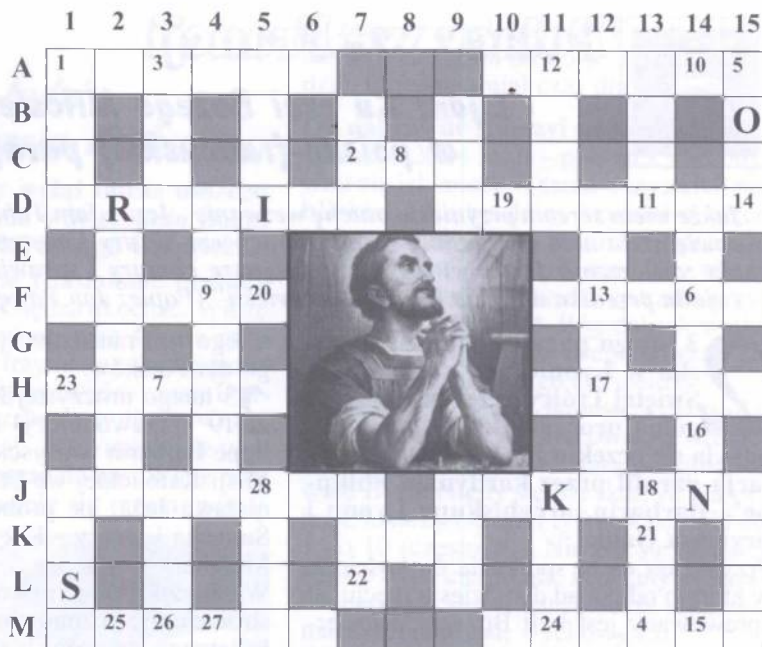 1 2 3 4 5 6 7 8 9 10 11 12 13 14 15
A 1 3 12 10 5
B O
C 2 8
D R I 19 11 14
E
F 9 20 13 6
G
H 23 7 17
I 16
J 28 K 18 N
K 21
L S 22
M 25 26 27 24 4 15